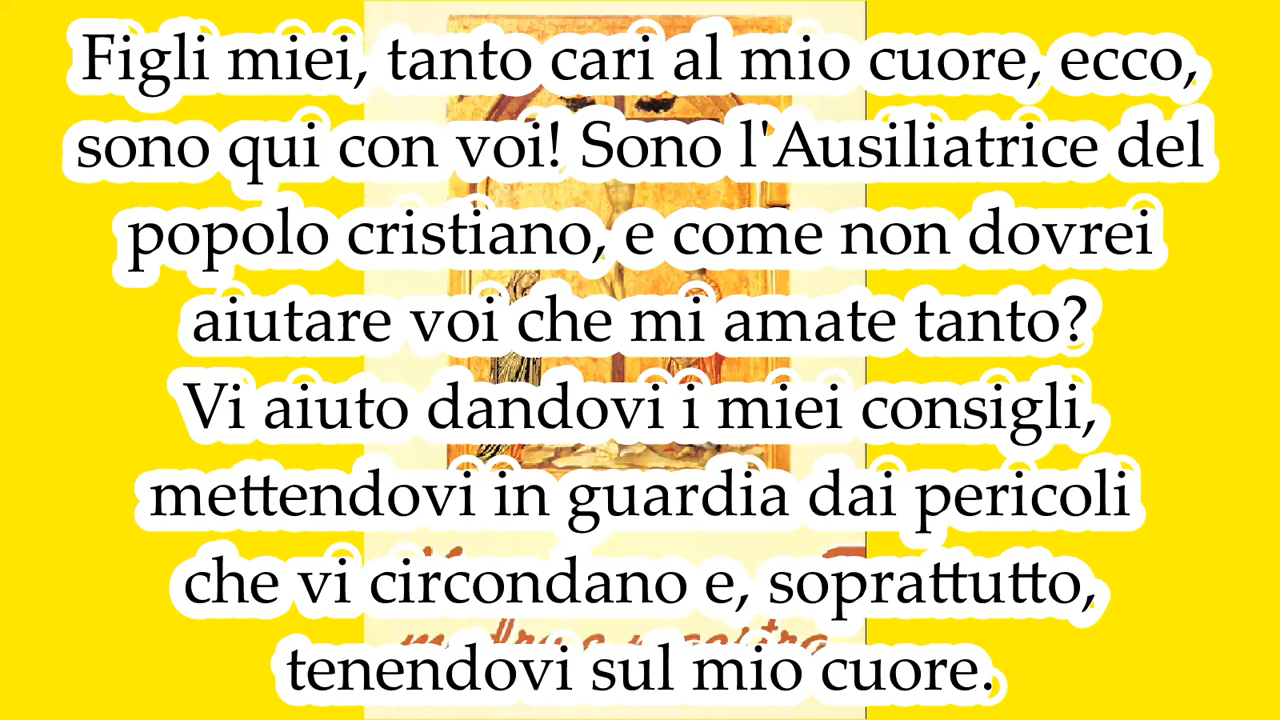 Figli miei, tanto cari al mio cuore, ecco,
sono qui con voi! Sono l'Ausiliatrice del
popolo cristiano, e come non dovrei
aiutare voi che mi amate tanto?
Vi aiuto dandovi i miei consigli,
mettendovi in guardia dai pericoli
che vi circondano e, soprattutto,
tenendovi sul mio cuore.